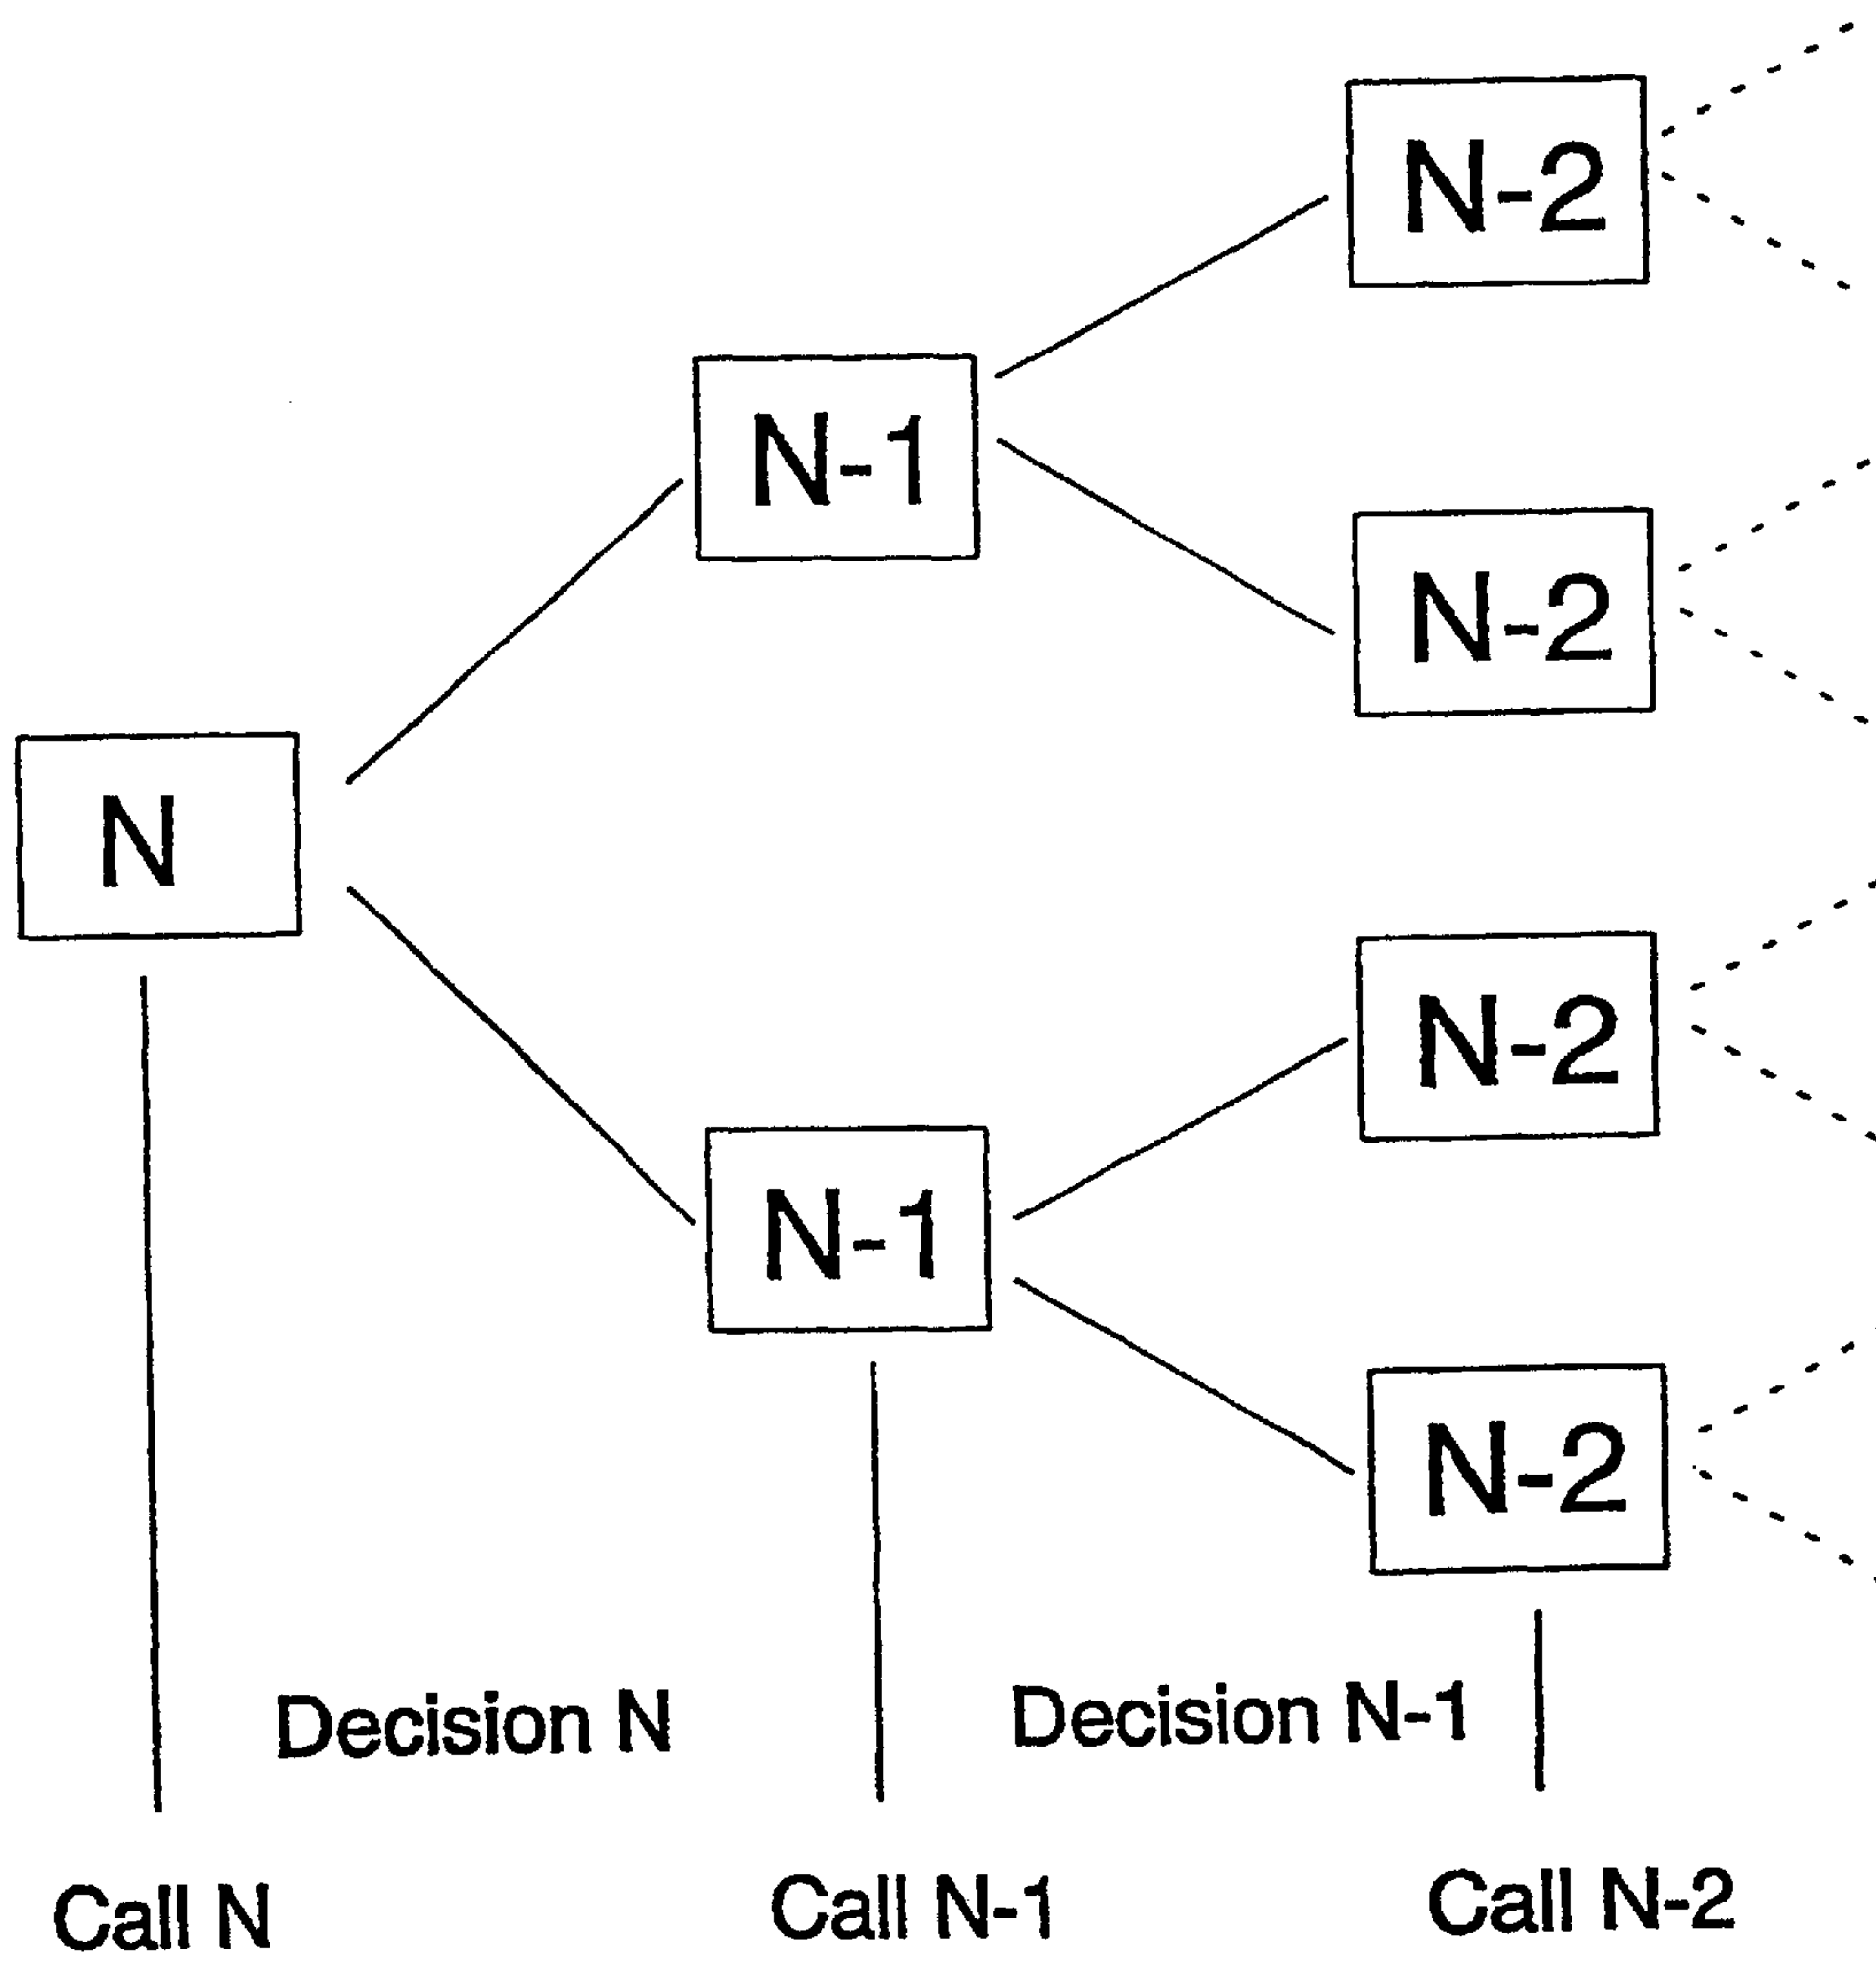 N-2
N-1
N-2
N
N-2
N-1
N-2
Decision N
Decision N-1
Call N
Call N-1
Call N-2